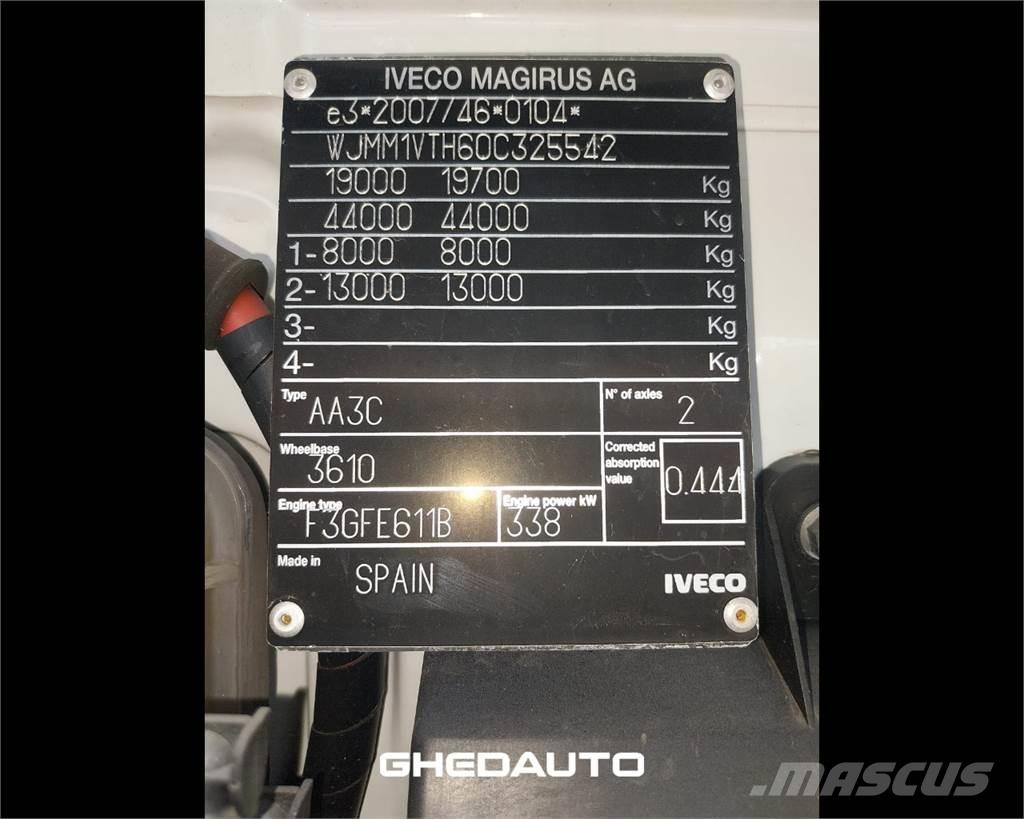 IVECO MAGIRUS AG
e3*2007/46*0104*
WJMM1VTH60C325542
19000 19700 Kg
44000 44000 Kg
1- 8000 8000 Kg
2- 13000 13000 Kg
3- Kg
4- Kg
Type AA3C N° of axles 2
Wheelbase 3610
Corrected absorption value 0.444
Engine type F3GFE611B Engine power kW 338
Made in SPAIN IVECO
GHEDAUTO
.MASCUS